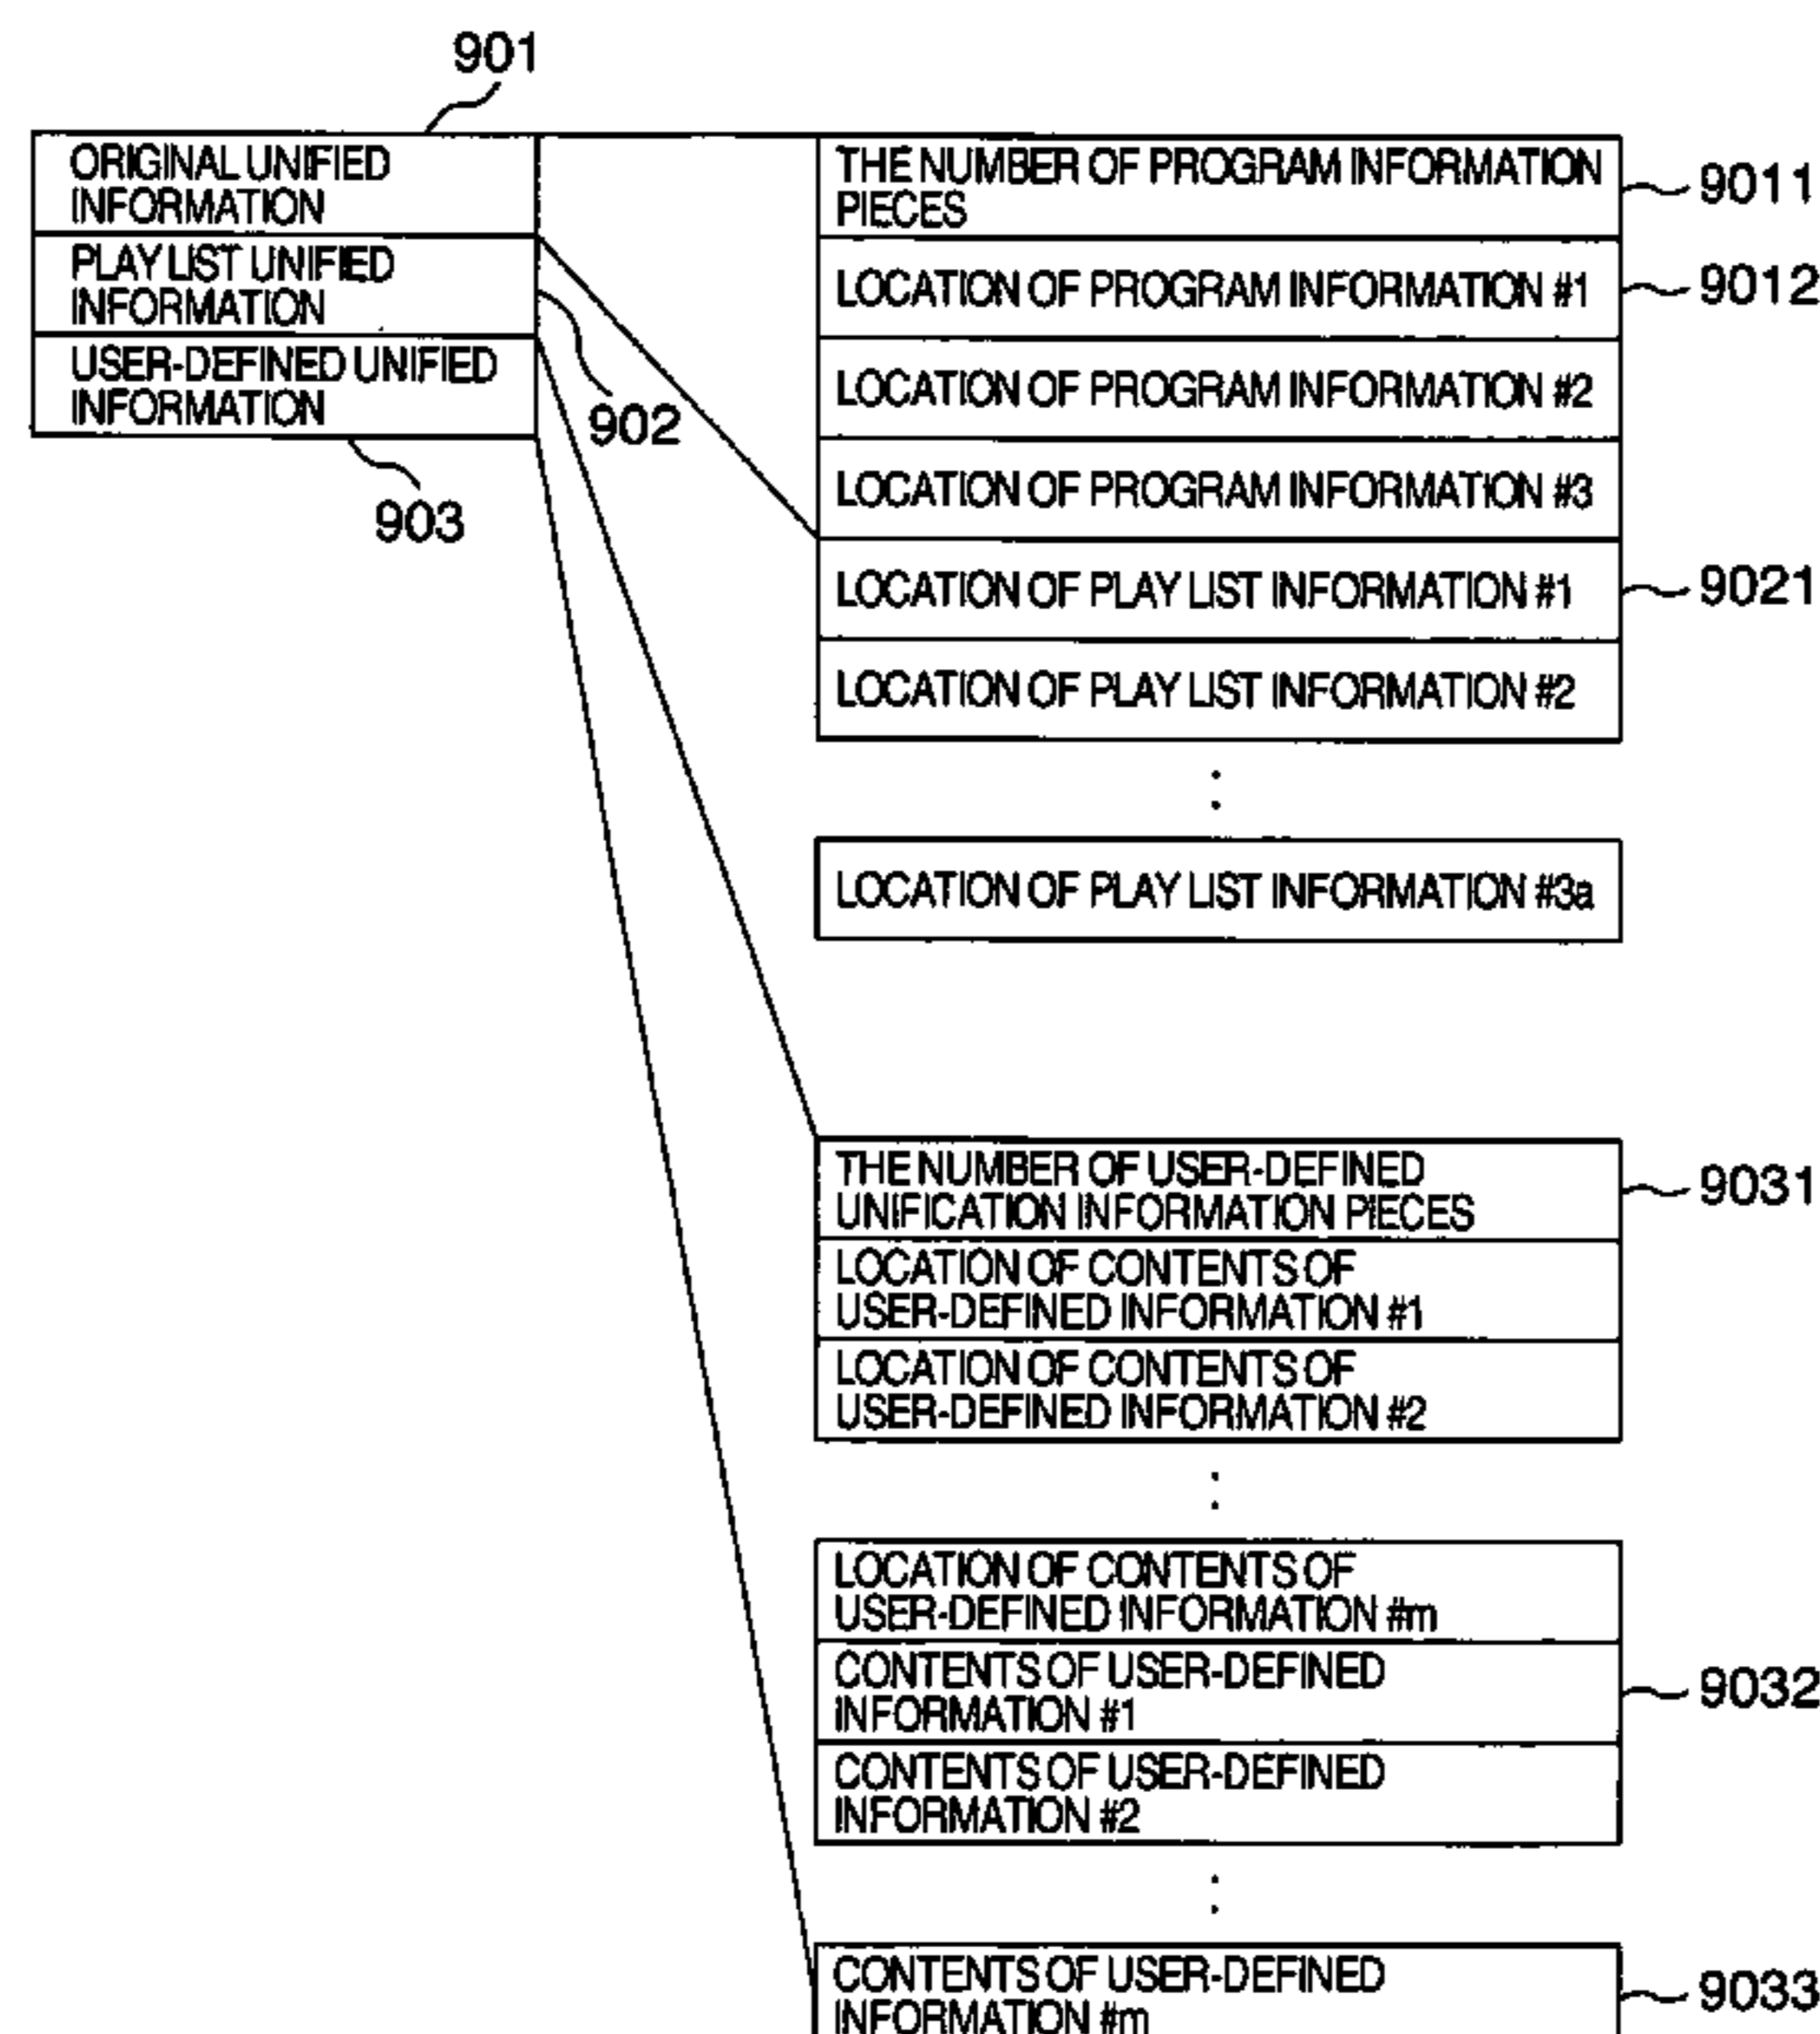 901
ORIGINAL UNIFIED
INFORMATION
PLAY LIST UNIFIED
INFORMATION
USER-DEFINED UNIFIED
INFORMATION
902
903
THE NUMBER OF PROGRAM INFORMATION
PIECES
9011
LOCATION OF PROGRAM INFORMATION #1
9012
LOCATION OF PROGRAM INFORMATION #2
LOCATION OF PROGRAM INFORMATION #3
LOCATION OF PLAY LIST INFORMATION #1
9021
LOCATION OF PLAY LIST INFORMATION #2
LOCATION OF PLAY LIST INFORMATION #3a
THE NUMBER OF USER-DEFINED
UNIFICATION INFORMATION PIECES
9031
LOCATION OF CONTENTS OF
USER-DEFINED INFORMATION #1
LOCATION OF CONTENTS OF
USER-DEFINED INFORMATION #2
LOCATION OF CONTENTS OF
USER-DEFINED INFORMATION #m
CONTENTS OF USER-DEFINED
INFORMATION #1
9032
CONTENTS OF USER-DEFINED
INFORMATION #2
CONTENTS OF USER-DEFINED
INFORMATION #m
9033